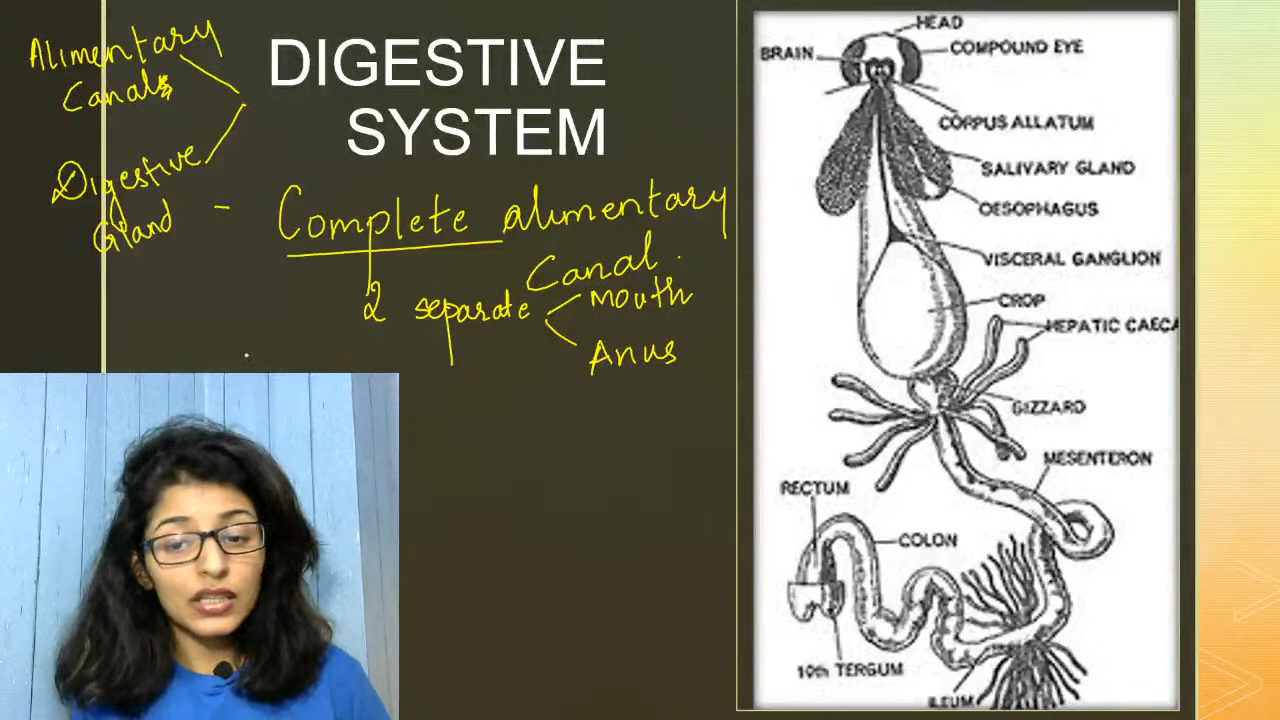 Alimentary
Canals
Digestive
Gland
DIGESTIVE
SYSTEM
- Complete alimentary
Canal.
2 separate
mouth
Anus
HEAD
BRAIN
COMPOUND EYE
CORPUS ALLATUM
SALIVARY GLAND
OESOPHAGUS
VISCERAL GANGLION
CROP
HEPATIC CAECA
GIZZARD
MESENTERON
RECTUM
COLON
10th TERGUM
ILEUM